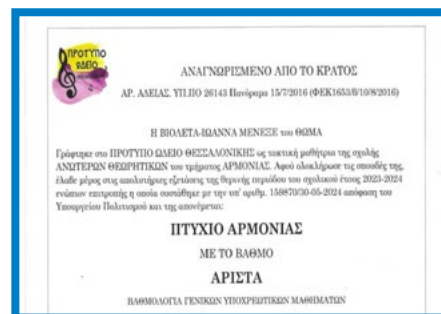 ΠΡΟΤΥΠΟ
ΩΔΕΙΟ
ΑΝΑΓΝΩΡΙΣΜΕΝΟ ΑΠΟ ΤΟ ΚΡΑΤΟΣ
ΑΡ. ΑΔΕΙΑΣ. ΥΠ.ΠΟ 26143 Πανόραμα 15/7/2016 (ΦΕΚ1653/8/10/8/2016)
Η ΒΙΟΛΕΤΑ-ΙΩΑΝΝΑ ΜΕΝΕΞΕ του ΘΩΜΑ
Γράφτηκε στο ΠΡΟΤΥΠΟ ΩΔΕΙΟ ΘΕΣΣΑΛΟΝΙΚΗΣ ως τακτική μαθήτρια της σχολής
ΑΝΩΤΕΡΩΝ ΘΕΩΡΗΤΙΚΩΝ του τμήματος ΑΡΜΟΝΙΑΣ. Αφού ολοκλήρωσε τις σπουδές της,
έλαβε μέρος στις απολυτήριες εξετάσεις της θερινής περιόδου του σχολικού έτους 2023-2024
ενώπιον επιτροπής η οποία συστάθηκε με την υπ' αριθμ. 159870/30-05-2024 απόφαση του
Υπουργείου Πολιτισμού και της απονέμεται:
ΠΤΥΧΙΟ ΑΡΜΟΝΙΑΣ
ΜΕ ΤΟ ΒΑΘΜΟ
ΑΡΙΣΤΑ
ΒΑΘΜΟΛΟΓΙΑ ΓΕΝΙΚΩΝ ΥΠΟΧΡΕΩΤΙΚΩΝ ΜΑΘΗΜΑΤΩΝ